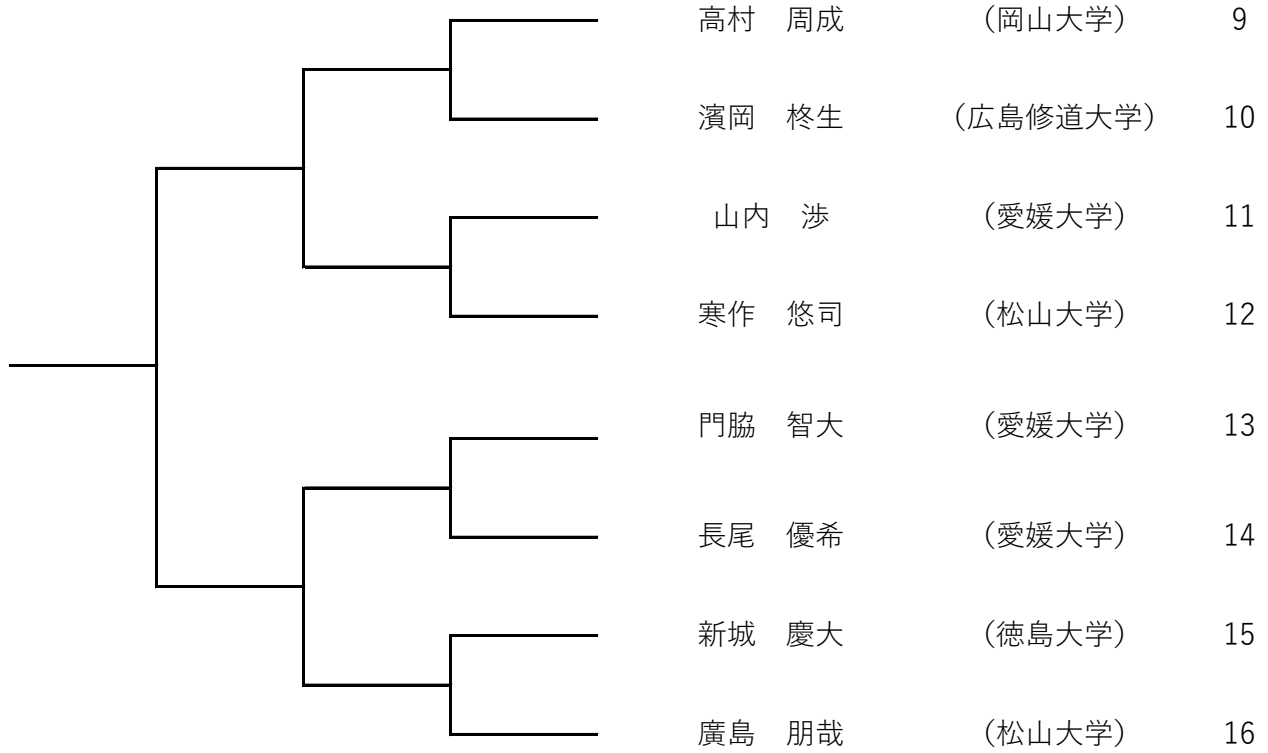 高村　周成　（岡山大学）　9
濱岡　柊生　（広島修道大学）　10
山内　渉　（愛媛大学）　11
寒作　悠司　（松山大学）　12
門脇　智大　（愛媛大学）　13
長尾　優希　（愛媛大学）　14
新城　慶大　（徳島大学）　15
廣島　朋哉　（松山大学）　16